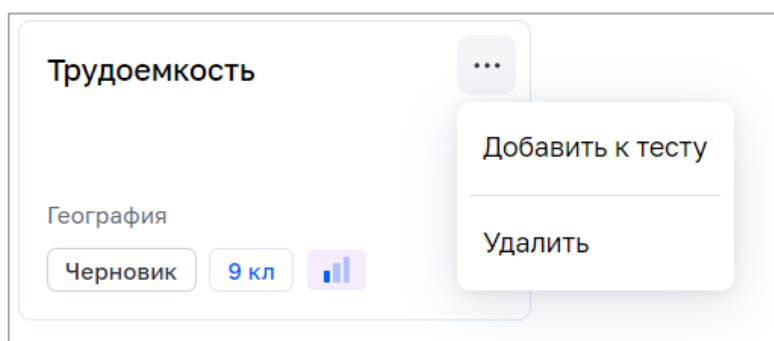 Трудоемкость
Добавить к тесту
Удалить
География
Черновик
9 кл